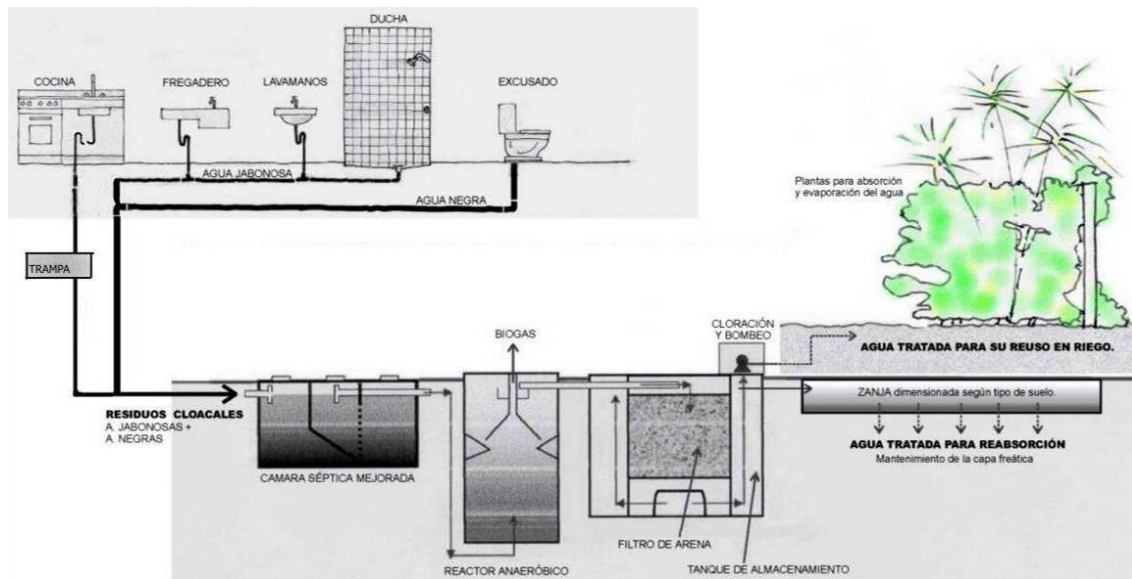 DUCHA
COCINA
FREGADERO
LAVAMANOS
EXCUSADO
AGUA JABONOSA
AGUA NEGRA
Plantas para absorción
y evaporación del agua
TRAMPA
CLORACIÓN
Y BOMBEO
BIOGAS
AGUA TRATADA PARA SU REUSO EN RIEGO.
RESIDUOS CLOACALES
A. JABONOSAS +
A. NEGRAS
ZANJA dimensionada según tipo de suelo.
AGUA TRATADA PARA REABSORCIÓN
Mantenimiento de la capa freática
CAMARA SÉPTICA MEJORADA
FILTRO DE ARENA
REACTOR ANAERÓBICO
TANQUE DE ALMACENAMIENTO